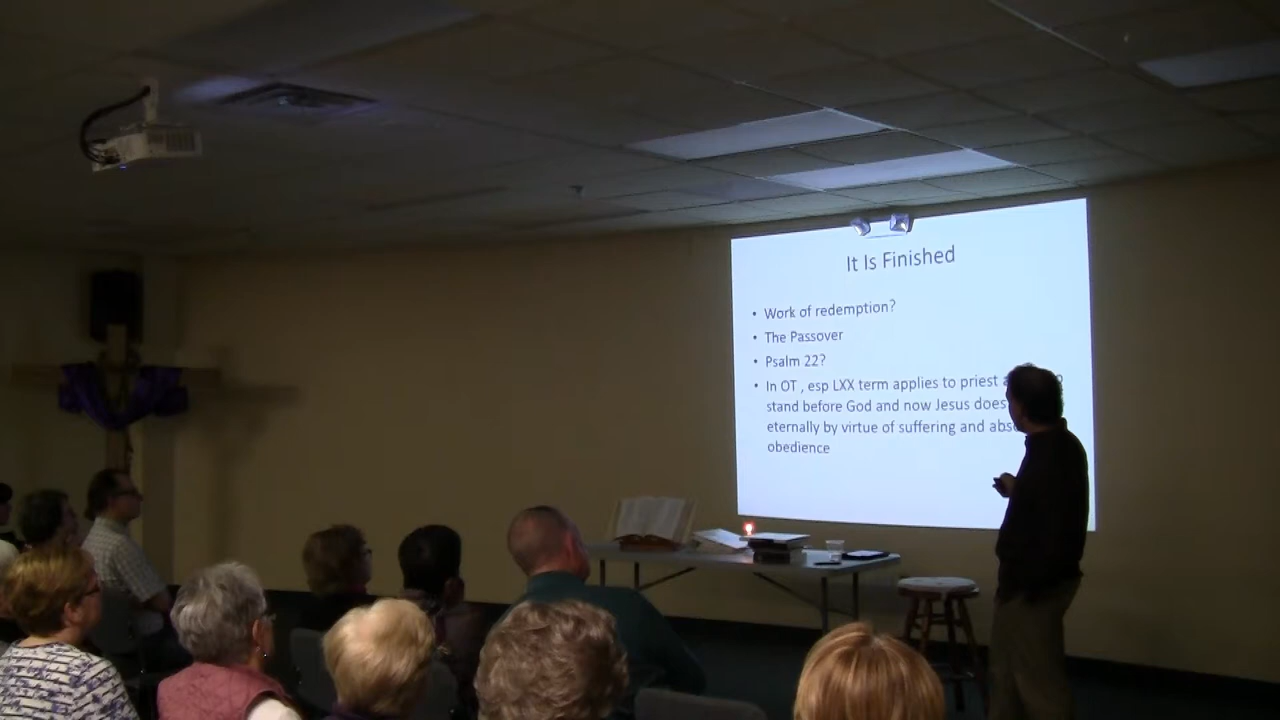 It Is Finished
• Work of redemption?
• The Passover
• Psalm 22?
• In OT , esp LXX term applies to priest
stand before God and now Jesus does
eternally by virtue of suffering and
obedience